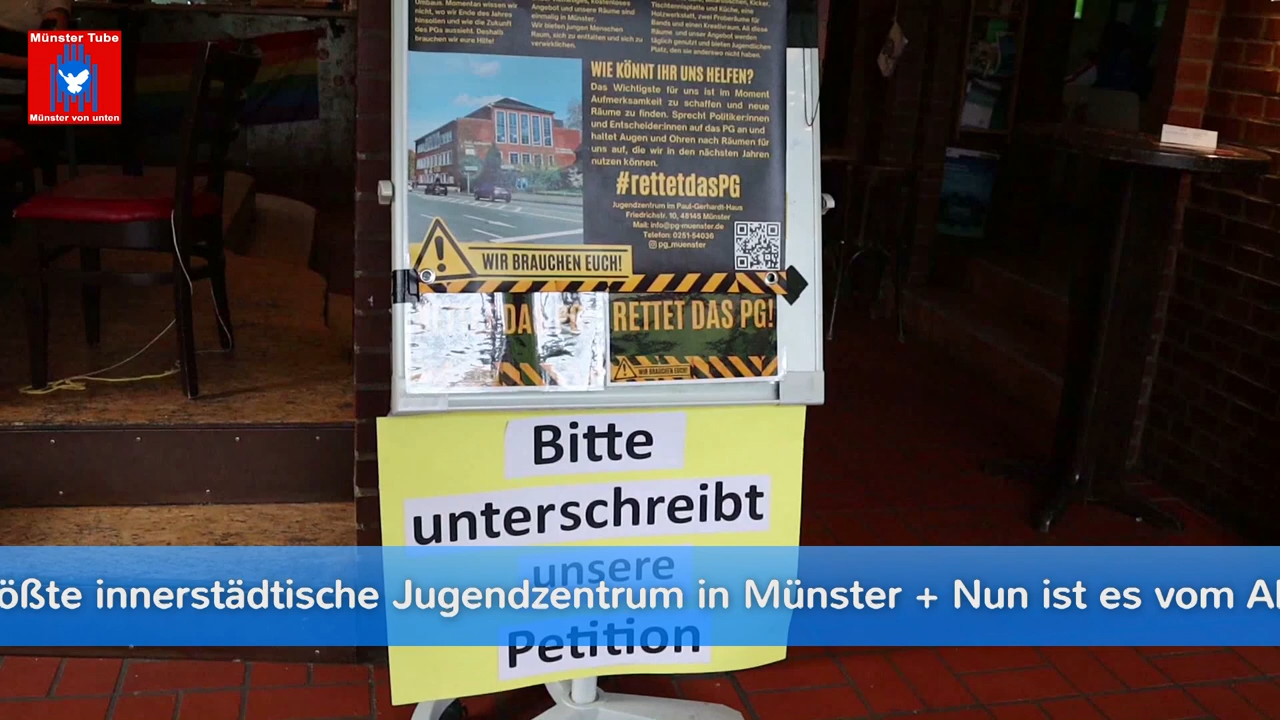 Münster Tube
Münster von unten
Umbaus. Momentan wissen wir
nicht, wo wir Ende des Jahres
hinsollen und wie die Zukunft
des PGs aussieht. Deshalb
brauchen wir eure Hilfe!
Angebot und unsere Räume sind
einmalig in Münster.
Wir bieten jungen Menschen
Raum, sich zu entfalten und sich zu
verwirklichen.
Tischtennisplatte und Küche, eine
Holzwerkstatt, zwei Proberäume für
Bands und einen Kreativraum. All diese
Räume und unser Angebot werden
täglich genutzt und bieten Jugendlichen
Platz, den sie anderswo nicht haben.
WIE KÖNNT IHR UNS HELFEN?
Das Wichtigste für uns ist im Moment
Aufmerksamkeit zu schaffen und neue
Räume zu finden. Sprecht Politiker:innen
und Entscheider:innen auf das PG an und
haltet Augen und Ohren nach Räumen für
uns auf, die wir in den nächsten Jahren
nutzen können.
#rettetdasPG
Jugendzentrum im Paul-Gerhardt-Haus
Friedrichstr. 10, 48145 Münster
Mail: info@pg-muenster.de
Telefon: 0251-54036
pg_muenster
WIR BRAUCHEN EUCH!
DAS PG
RETTET DAS PG!
WIR BRAUCHEN EUCH!
Bitte
unterschreibt
unsere
Petition
ößte innerstädtische Jugendzentrum in Münster + Nun ist es vom Al